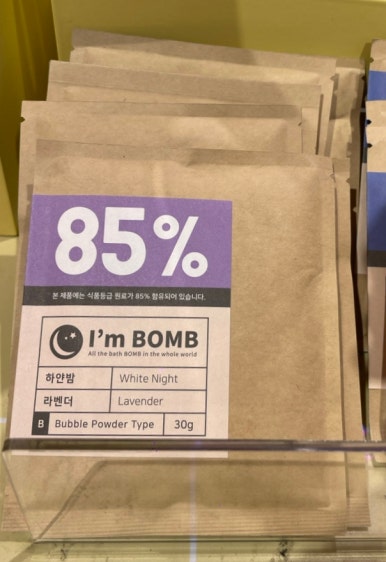 85%
본 제품에는 식품등급 원료가 85% 함유되어 있습니다.
I'm BOMB
All the bath BOMB in the whole world
하얀밤 White Night
라벤더 Lavender
B Bubble Powder Type 30g